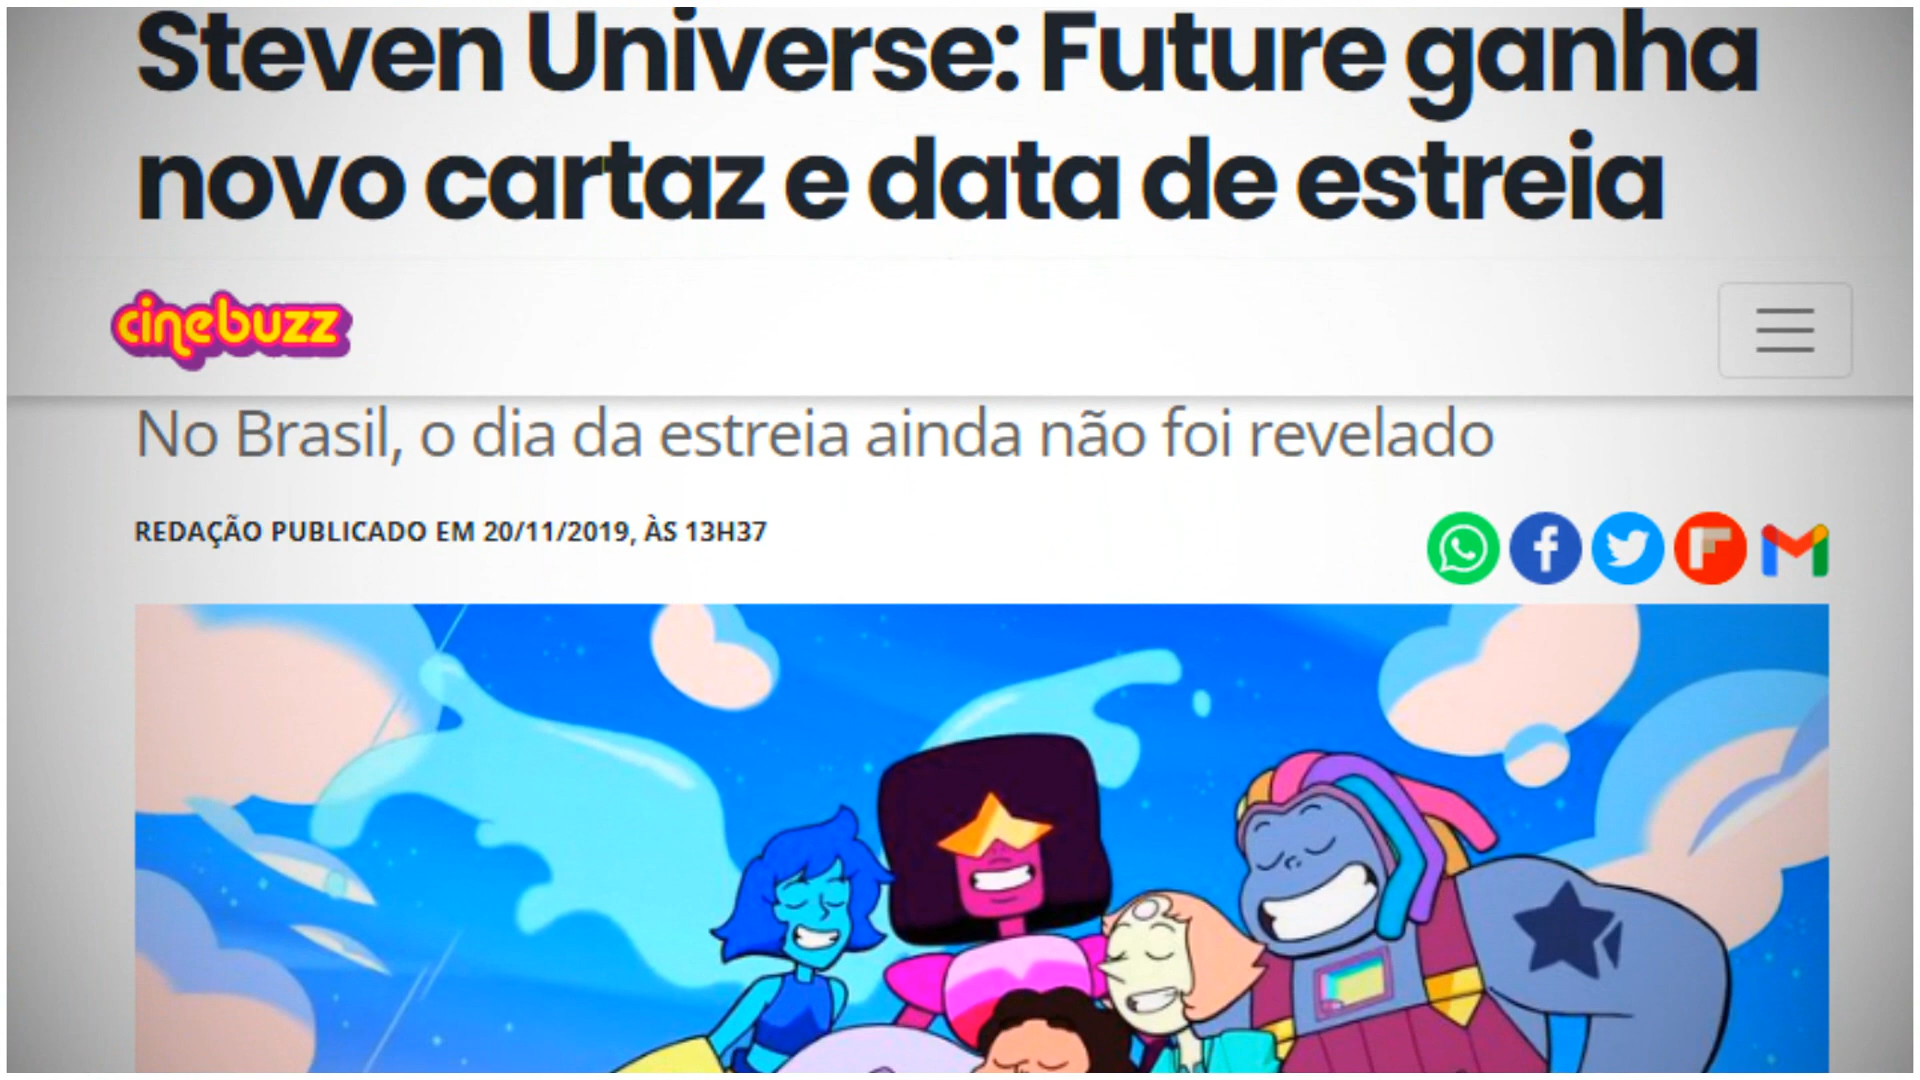 Steven Universe: Future ganha
novo cartaz e data de estreia
cinebuzz
No Brasil, o dia da estreia ainda não foi revelado
REDAÇÃO PUBLICADO EM 20/11/2019, ÀS 13H37